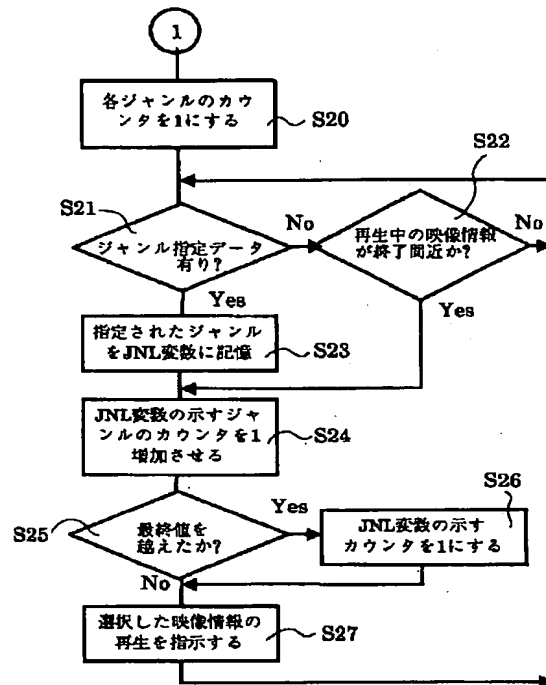 1
各ジャンルのカウ
ンタを1にする
S20
S22
S21
ジャンル指定データ
有り?
No
再生中の映像情報
が終了間近か?
No
Yes
Yes
指定されたジャンル
をJNL変数に記憶
S23
JNL変数の示すジャ
ンルのカウンタを1
増加させる
S24
S25
最終値を
越えたか?
Yes
S26
JNL変数の示す
カウンタを1にする
No
選択した映像情報の
再生を指示する
S27